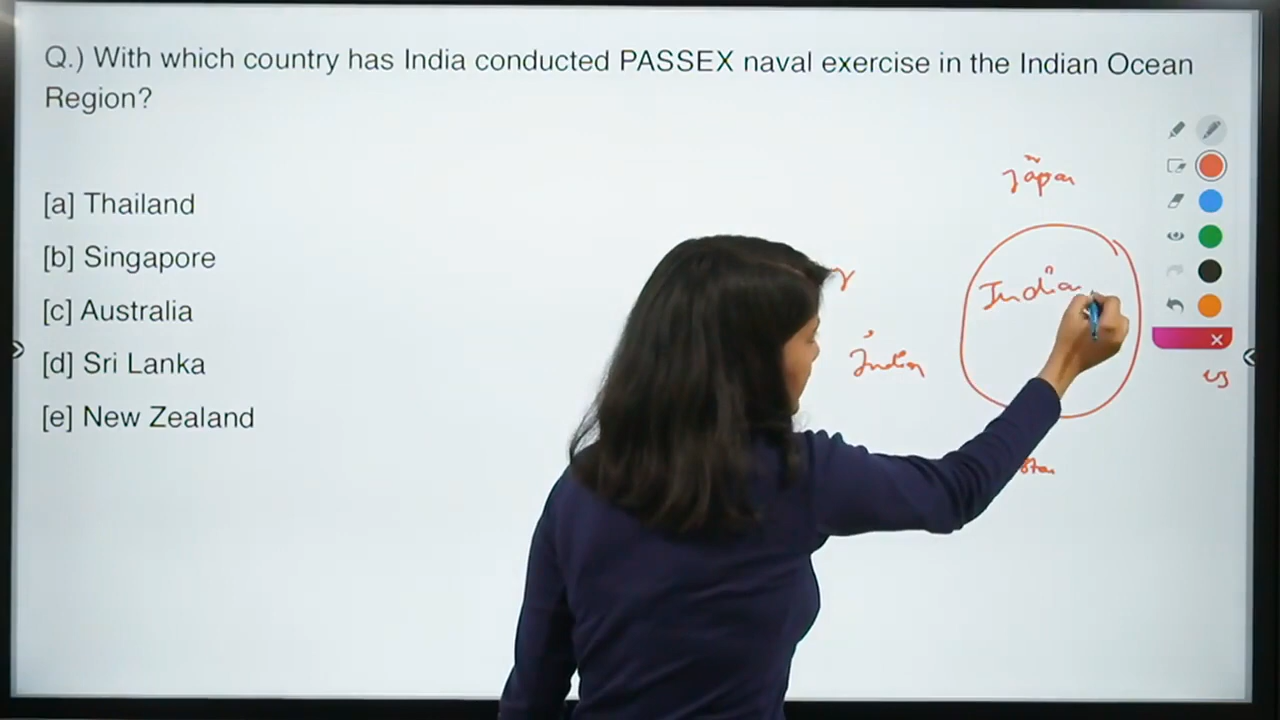 Q.) With which country has India conducted PASSEX naval exercise in the Indian Ocean
Region?
[a] Thailand
[b] Singapore
[c] Australia
[d] Sri Lanka
[e] New Zealand
Japan
Indian
India
US